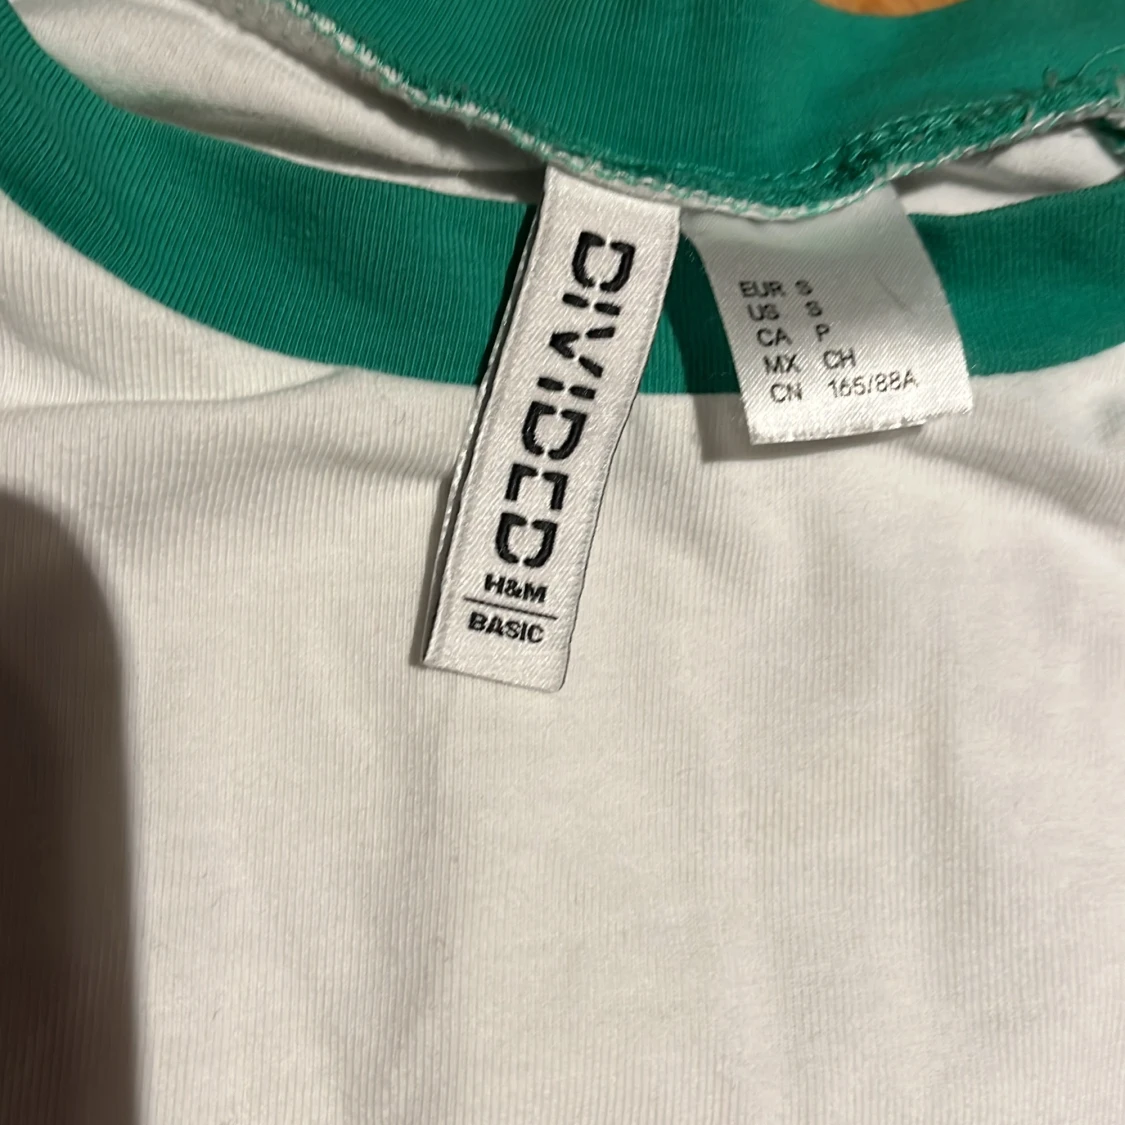 DIVIDED
H&M
BASIC
EUR S
US S
CA P
MX CH
CN 165/88A